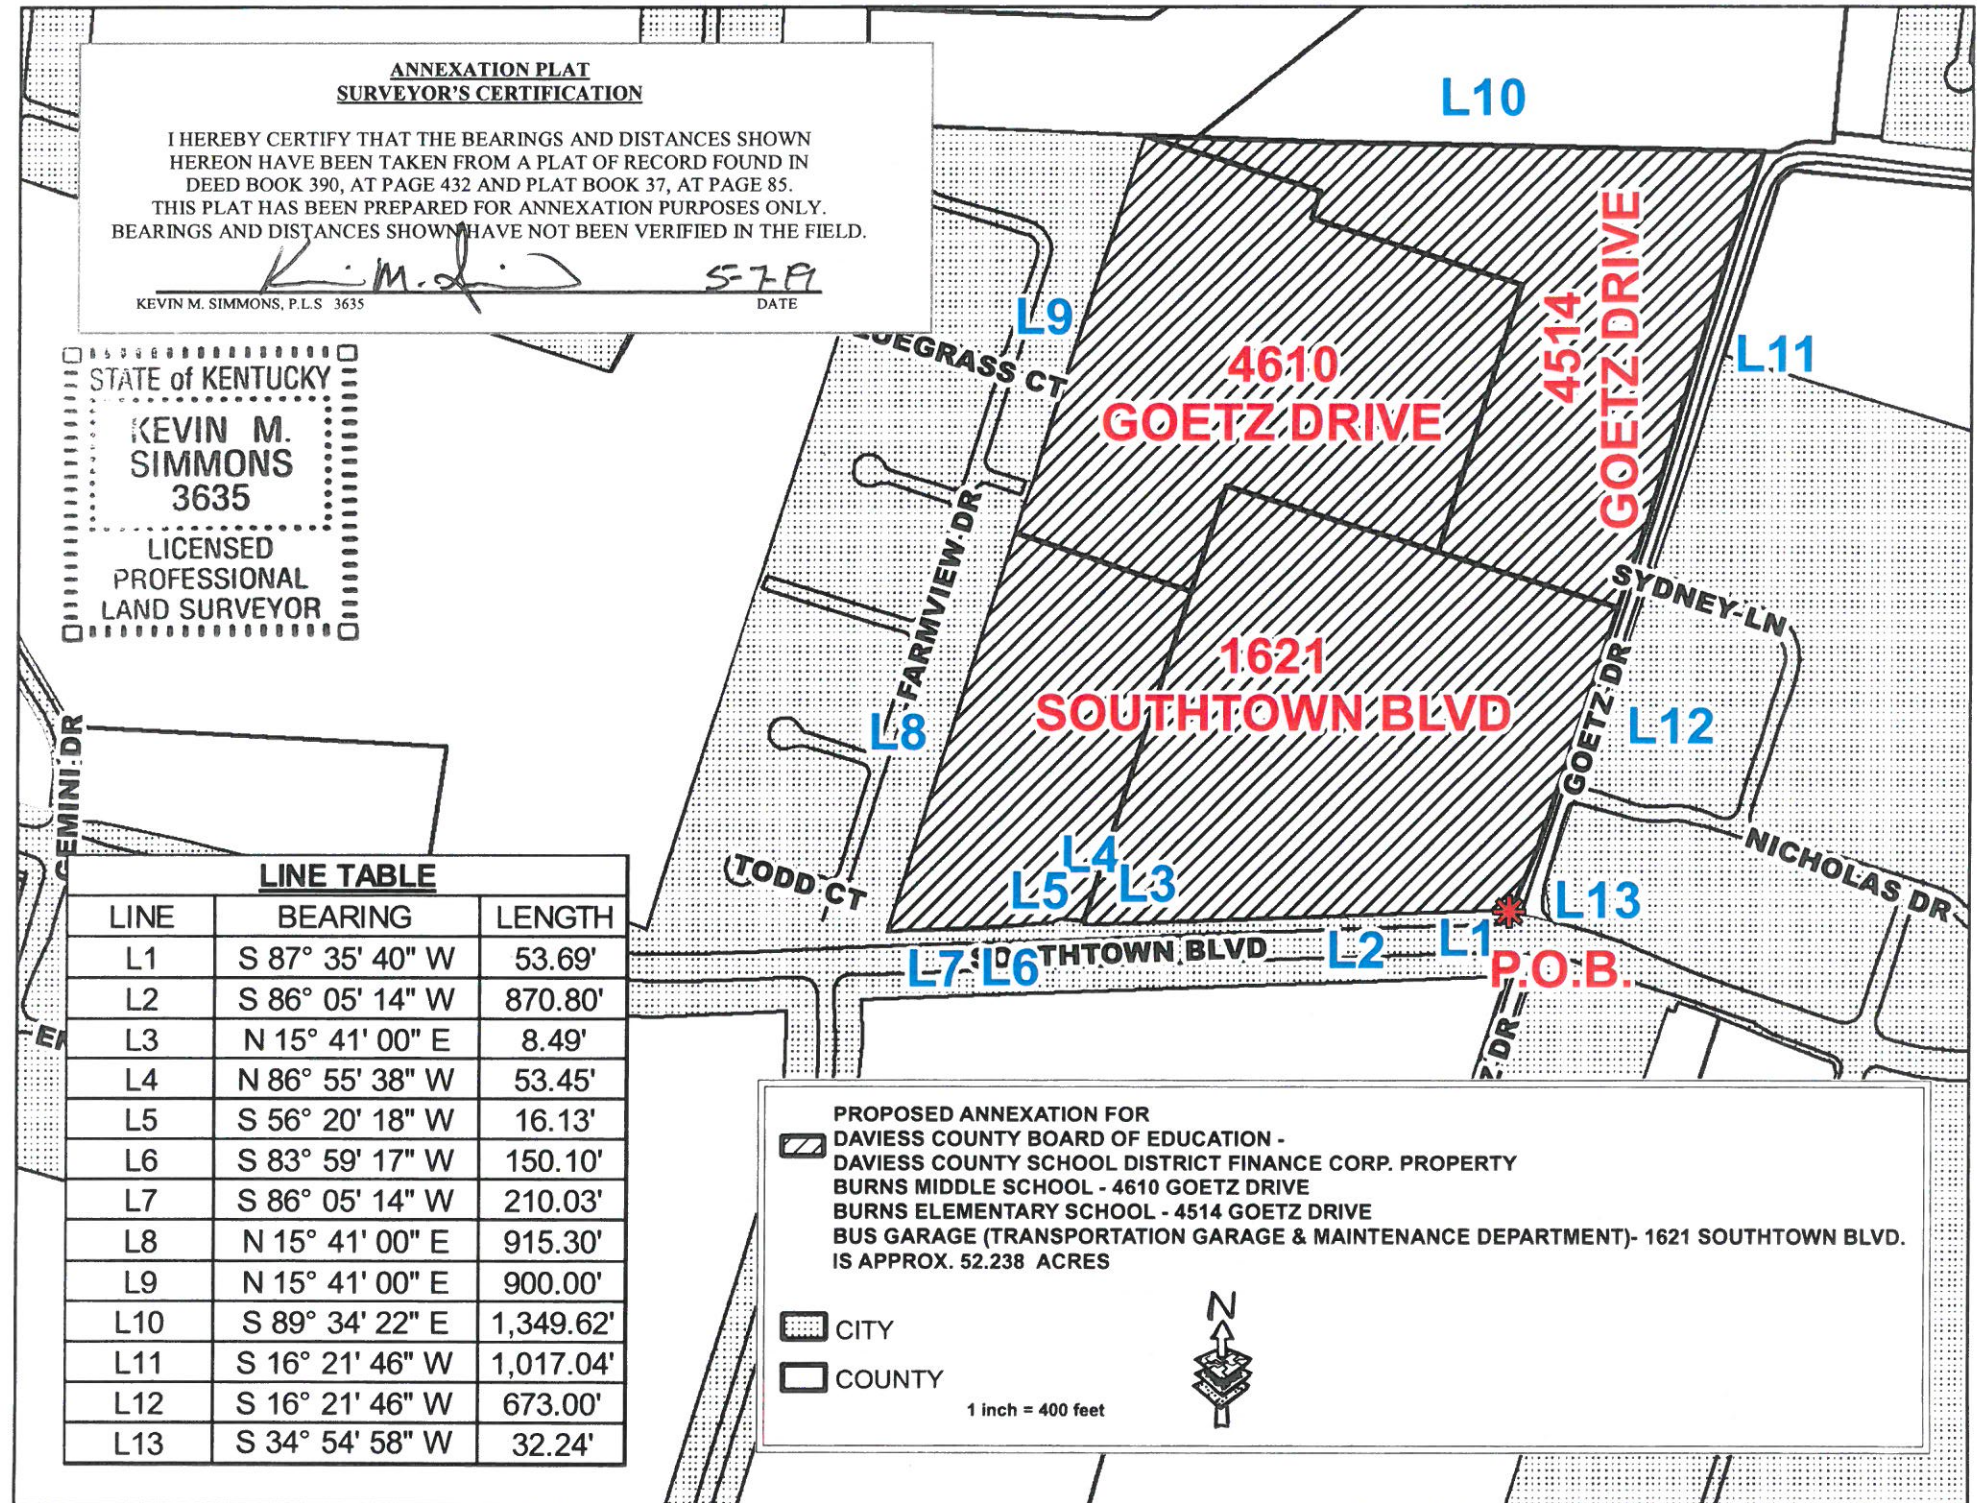 ANNEXATION PLAT
SURVEYOR'S CERTIFICATION
I HEREBY CERTIFY THAT THE BEARINGS AND DISTANCES SHOWN
HEREON HAVE BEEN TAKEN FROM A PLAT OF RECORD FOUND IN
DEED BOOK 390, AT PAGE 432 AND PLAT BOOK 37, AT PAGE 85.
THIS PLAT HAS BEEN PREPARED FOR ANNEXATION PURPOSES ONLY.
BEARINGS AND DISTANCES SHOWN HAVE NOT BEEN VERIFIED IN THE FIELD.
5-7-19
KEVIN M. SIMMONS, P.L.S 3635 DATE
STATE of KENTUCKY
KEVIN M.
SIMMONS
3635
LICENSED
PROFESSIONAL
LAND SURVEYOR
L10
L9
L11
4610
GOETZ DRIVE
4514
GOETZ DRIVE
CT
FARMVIEW DR
SYDNEY LN
1621
SOUTHTOWN BLVD
GOETZ DR
L12
L8
GEMINI DR
NICHOLAS DR
TODD CT
L4
L5
L3
L13
L7
L6
BLVD
L2
L1
P.O.B.
DR
LINE TABLE
LINE BEARING LENGTH
L1 S 87° 35' 40" W 53.69'
L2 S 86° 05' 14" W 870.80'
L3 N 15° 41' 00" E 8.49'
L4 N 86° 55' 38" W 53.45'
L5 S 56° 20' 18" W 16.13'
L6 S 83° 59' 17" W 150.10'
L7 S 86° 05' 14" W 210.03'
L8 N 15° 41' 00" E 915.30'
L9 N 15° 41' 00" E 900.00'
L10 S 89° 34' 22" E 1,349.62'
L11 S 16° 21' 46" W 1,017.04'
L12 S 16° 21' 46" W 673.00'
L13 S 34° 54' 58" W 32.24'
PROPOSED ANNEXATION FOR
DAVIESS COUNTY BOARD OF EDUCATION -
DAVIESS COUNTY SCHOOL DISTRICT FINANCE CORP. PROPERTY
BURNS MIDDLE SCHOOL - 4610 GOETZ DRIVE
BURNS ELEMENTARY SCHOOL - 4514 GOETZ DRIVE
BUS GARAGE (TRANSPORTATION GARAGE & MAINTENANCE DEPARTMENT)- 1621 SOUTHTOWN BLVD.
IS APPROX. 52.238 ACRES
CITY
COUNTY
1 inch = 400 feet
N